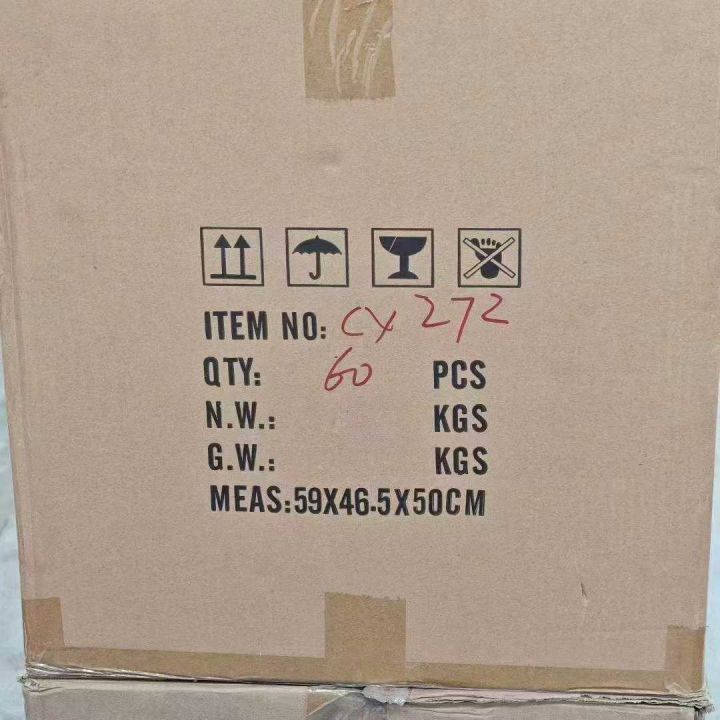 ITEM NO: CX 272
QTY: 60 PCS
N.W.: KGS
G.W.: KGS
MEAS:59X46.5X50CM